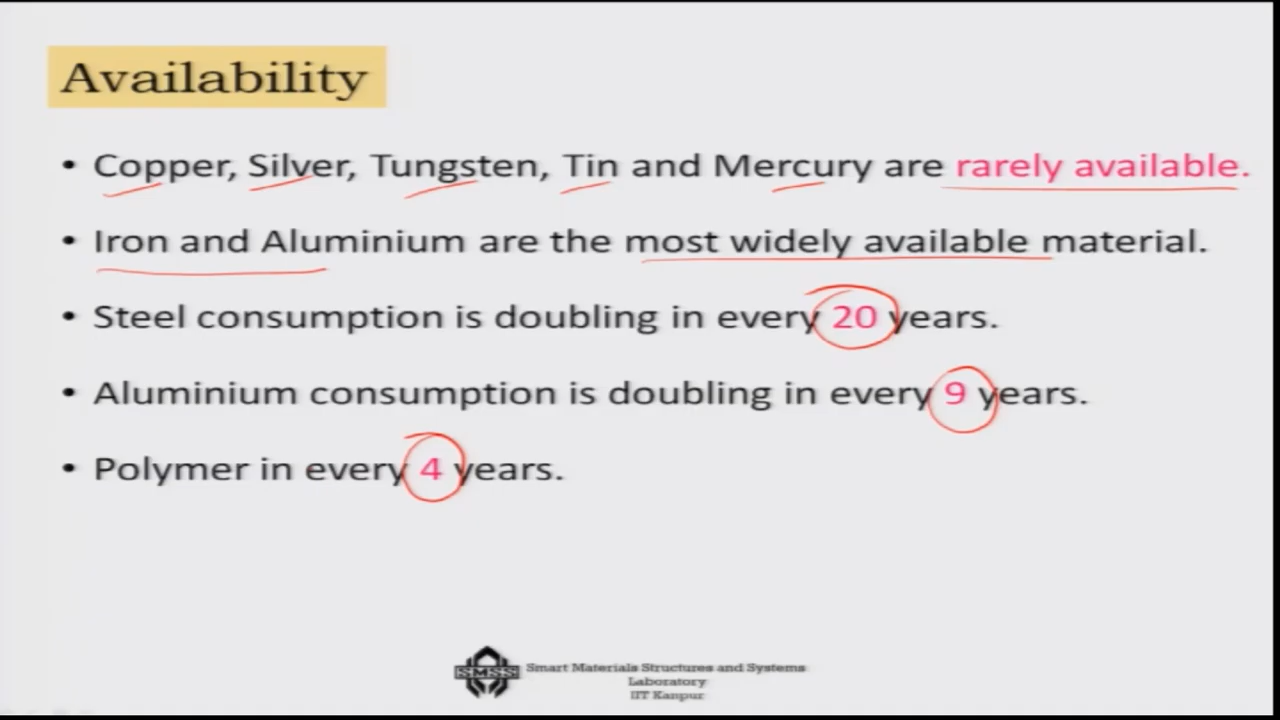 Availability
• Copper, Silver, Tungsten, Tin and Mercury are rarely available.
• Iron and Aluminium are the most widely available material.
• Steel consumption is doubling in every 20 years.
• Aluminium consumption is doubling in every 9 years.
• Polymer in every 4 years.
SMSS
Smart Materials Structures and Systems
Laboratory
IIT Kanpur